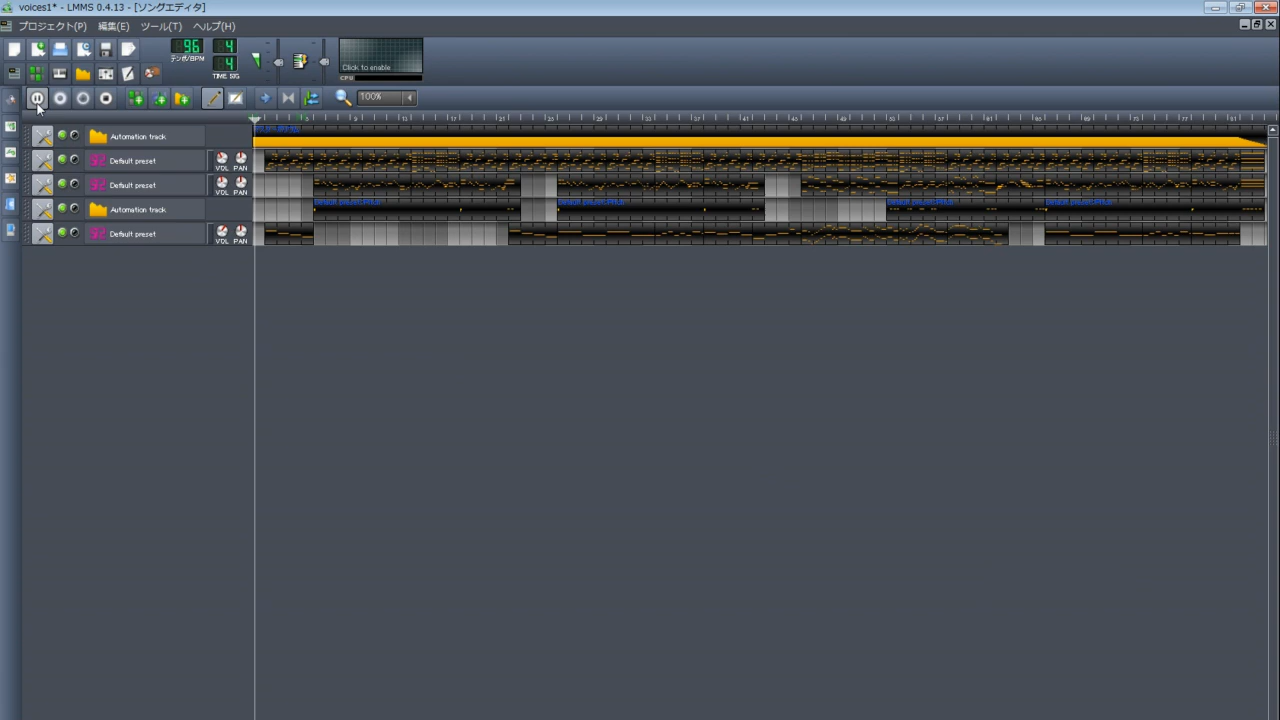 voices1* - LMMS 0.4.13 - [ソングエディタ]
プロジェクト(P) 編集(E) ツール(T) ヘルプ(H)
96 4
テンポ/BPM
4
TIME SIG
Click to enable
CPU
100%
Automation track
Default preset
VOL PAN
Default preset
VOL PAN
Automation track
Default preset
VOL PAN